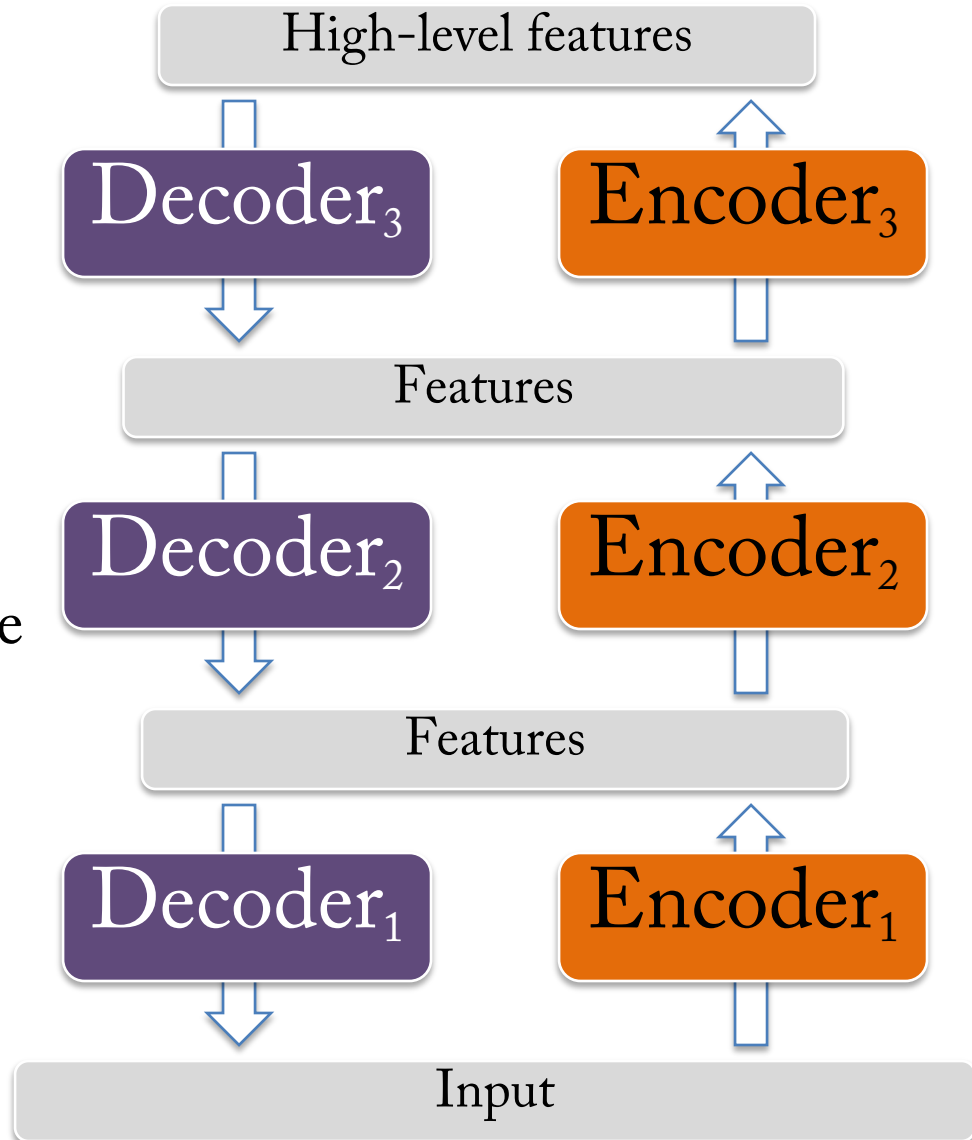 High-level features
Decoder₃ Encoder₃
Features
Decoder₂ Encoder₂
e
Features
Decoder₁ Encoder₁
Input